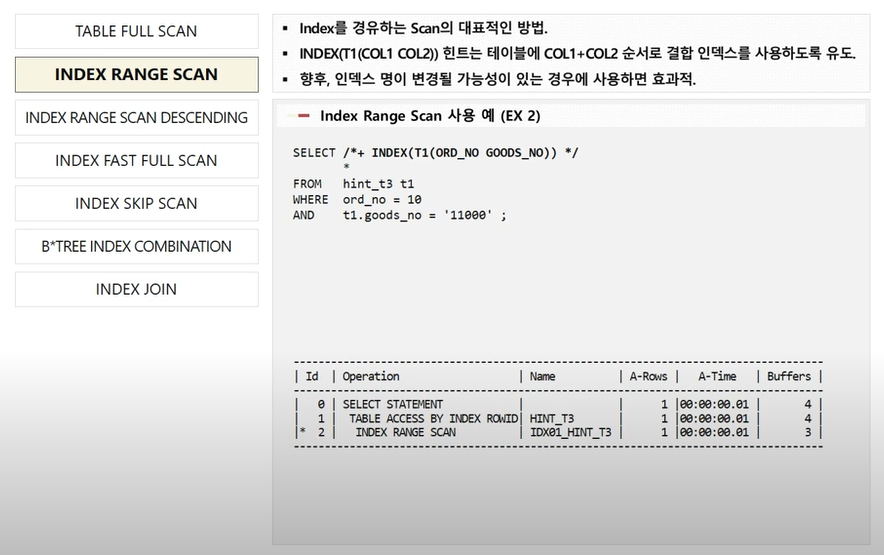 TABLE FULL SCAN
INDEX RANGE SCAN
INDEX RANGE SCAN DESCENDING
INDEX FAST FULL SCAN
INDEX SKIP SCAN
B*TREE INDEX COMBINATION
INDEX JOIN
▪ Index를 경유하는 Scan의 대표적인 방법.
▪ INDEX(T1(COL1 COL2)) 힌트는 테이블에 COL1+COL2 순서로 결합 인덱스를 사용하도록 유도.
▪ 향후, 인덱스 명이 변경될 가능성이 있는 경우에 사용하면 효과적.
Index Range Scan 사용 예 (EX 2)
SELECT /*+ INDEX(T1(ORD_NO GOODS_NO)) */
*
FROM hint_t3 t1
WHERE ord_no = 10
AND t1.goods_no = '11000' ;
| Id | Operation | Name | A-Rows | A-Time | Buffers |
| 0 | SELECT STATEMENT | | 1 |00:00:00.01 | 4 |
| 1 | TABLE ACCESS BY INDEX ROWID| HINT_T3 | 1 |00:00:00.01 | 4 |
|* 2 | INDEX RANGE SCAN | IDX01_HINT_T3 | 1 |00:00:00.01 | 3 |